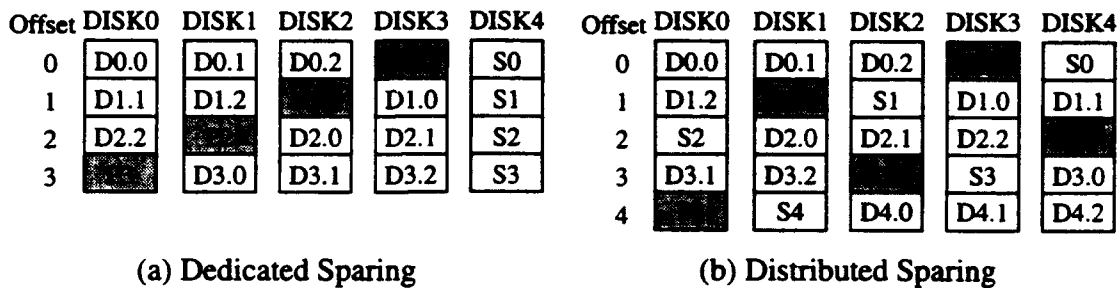 Offset DISK0 DISK1 DISK2 DISK3 DISK4
0 D0.0 D0.1 D0.2 S0
1 D1.1 D1.2 D1.0 S1
2 D2.2 D2.0 D2.1 S2
3 D3.0 D3.1 D3.2 S3
(a) Dedicated Sparing
Offset DISK0 DISK1 DISK2 DISK3 DISK4
0 D0.0 D0.1 D0.2 S0
1 D1.2 S1 D1.0 D1.1
2 S2 D2.0 D2.1 D2.2
3 D3.1 D3.2 S3 D3.0
4 S4 D4.0 D4.1 D4.2
(b) Distributed Sparing